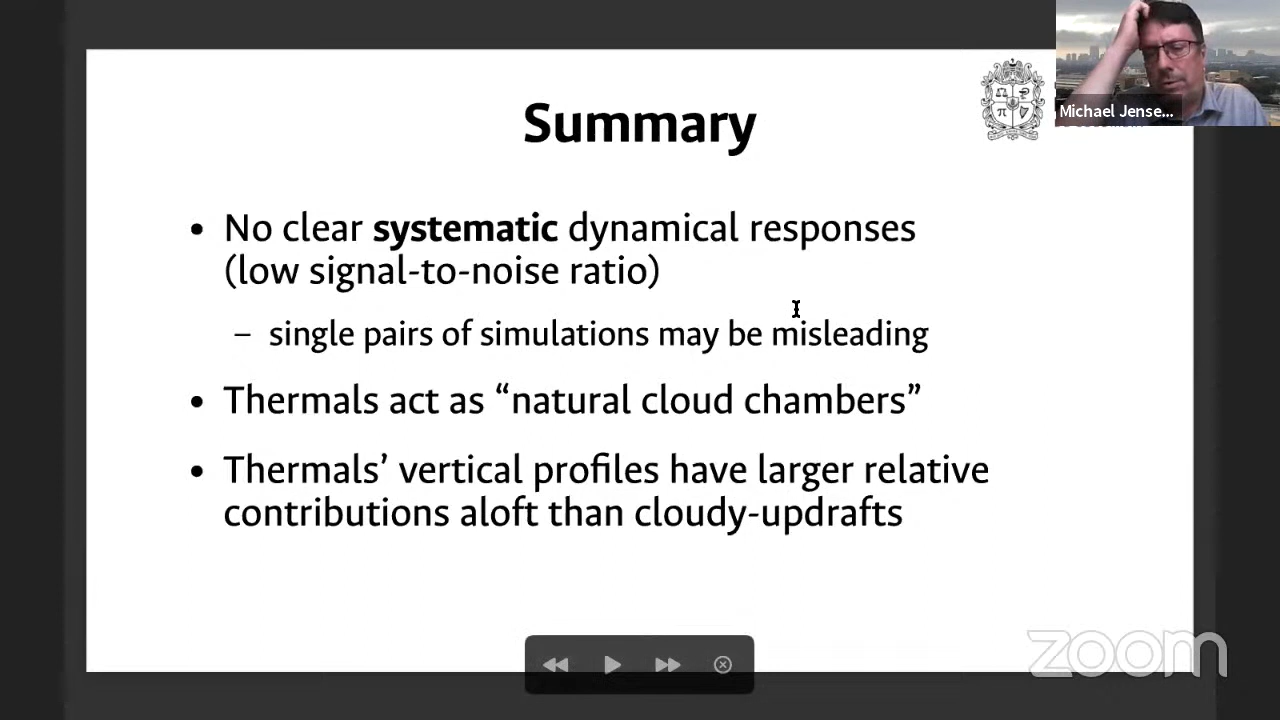 Summary
Michael Jense...
• No clear systematic dynamical responses
(low signal-to-noise ratio)
– single pairs of simulations may be misleading
• Thermals act as “natural cloud chambers”
• Thermals’ vertical profiles have larger relative
contributions aloft than cloudy-updrafts
zoom